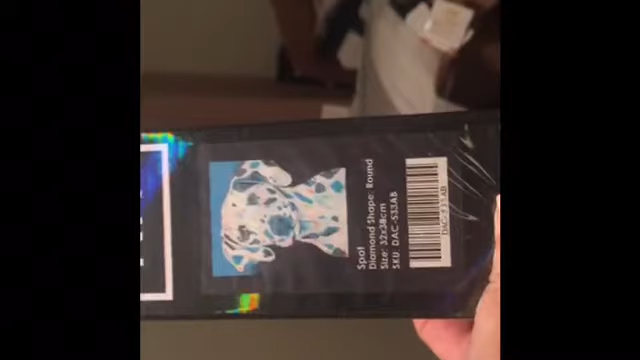 Spot
Diamond Shape: Round
Size: 32x38cm
SKU: DAC-S33AB
DAC-S33AB